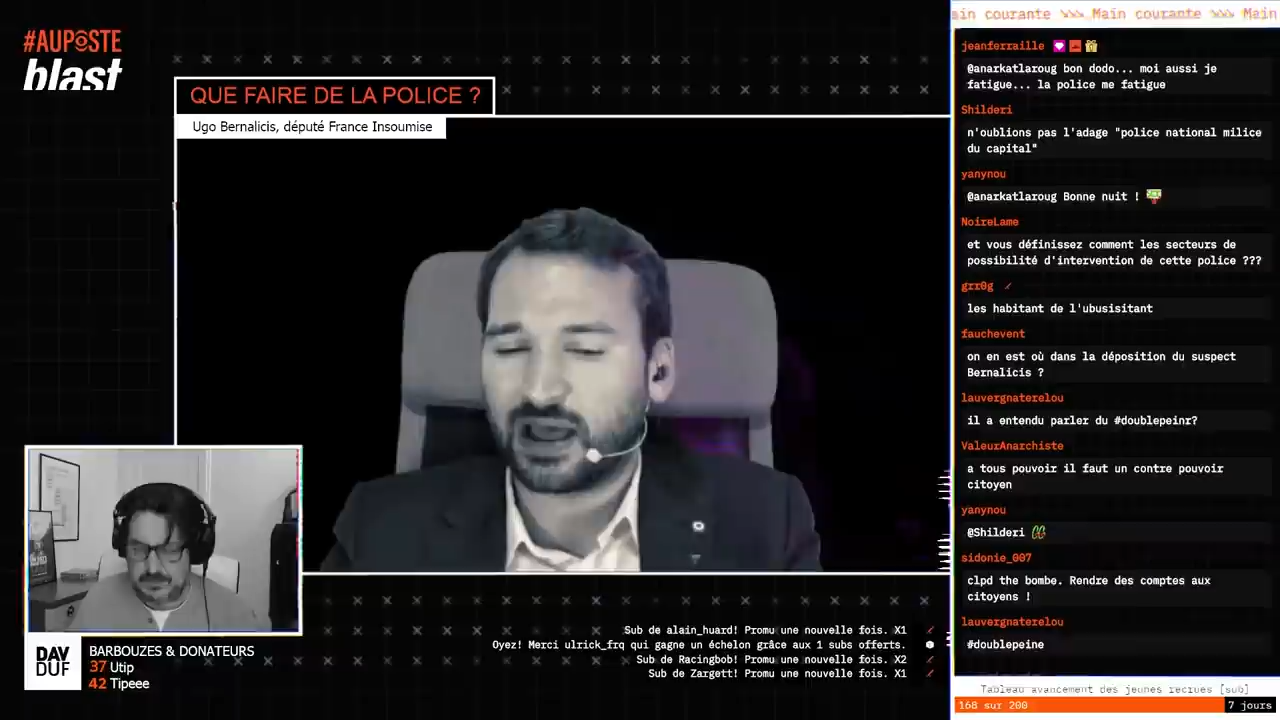 #AUPOSTE
blast
QUE FAIRE DE LA POLICE ?
Ugo Bernalicis, député France Insoumise
DAV
DUF
BARBOUZES & DONATEURS
37 Utip
42 Tipeee
Sub de alain_huard! Promu une nouvelle fois. X1
Oyez! Merci ulrick_frq qui gagne un échelon grâce aux 1 subs offerts.
Sub de Racingbob! Promu une nouvelle fois. X2
Sub de Zargett! Promu une nouvelle fois. X1
ain courante >>> Main courante >>> Main
jeanferraille
@anarkatlaroug bon dodo... moi aussi je
fatigue... la police me fatigue
Shilderi
n'oublions pas l'adage "police national milice
du capital"
yanynou
@anarkatlaroug Bonne nuit !
NoireLame
et vous définissez comment les secteurs de
possibilité d'intervention de cette police ???
grr0g
les habitant de l'ubusisitant
fauchevent
on en est où dans la déposition du suspect
Bernalicis ?
lauvergnaterelou
il a entendu parler du #doublepeinr?
ValeurAnarchiste
a tous pouvoir il faut un contre pouvoir
citoyen
yanynou
@Shilderi
sidonie_007
clpd the bombe. Rendre des comptes aux
citoyens !
lauvergnaterelou
#doublepeine
Tableau avancement des jeunes recrues [sub]
168 sur 200
7 jours